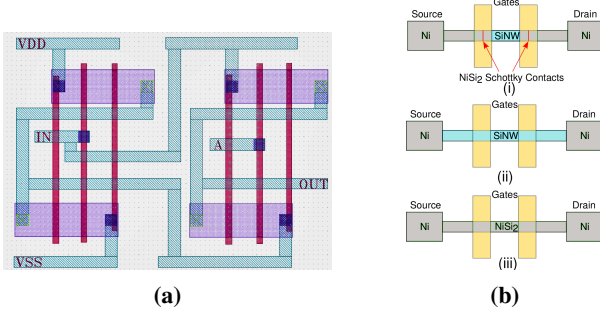 VDD
IN
A
OUT
VSS
(a)
Gates
Source
Drain
Ni
SiNW
Ni
NiSi2 Schottky Contacts
(i)
Gates
Source
Drain
Ni
SiNW
Ni
(ii)
Gates
Source
Drain
Ni
NiSi2
Ni
(iii)
(b)